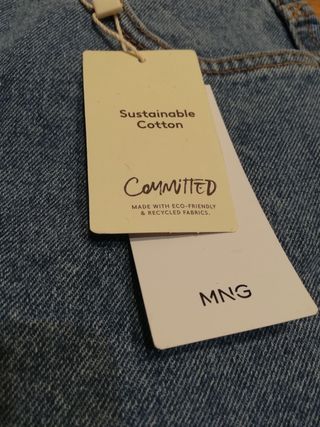 Sustainable
Cotton
COMMITTED
MADE WITH ECO-FRIENDLY
& RECYCLED FABRICS.
MNG